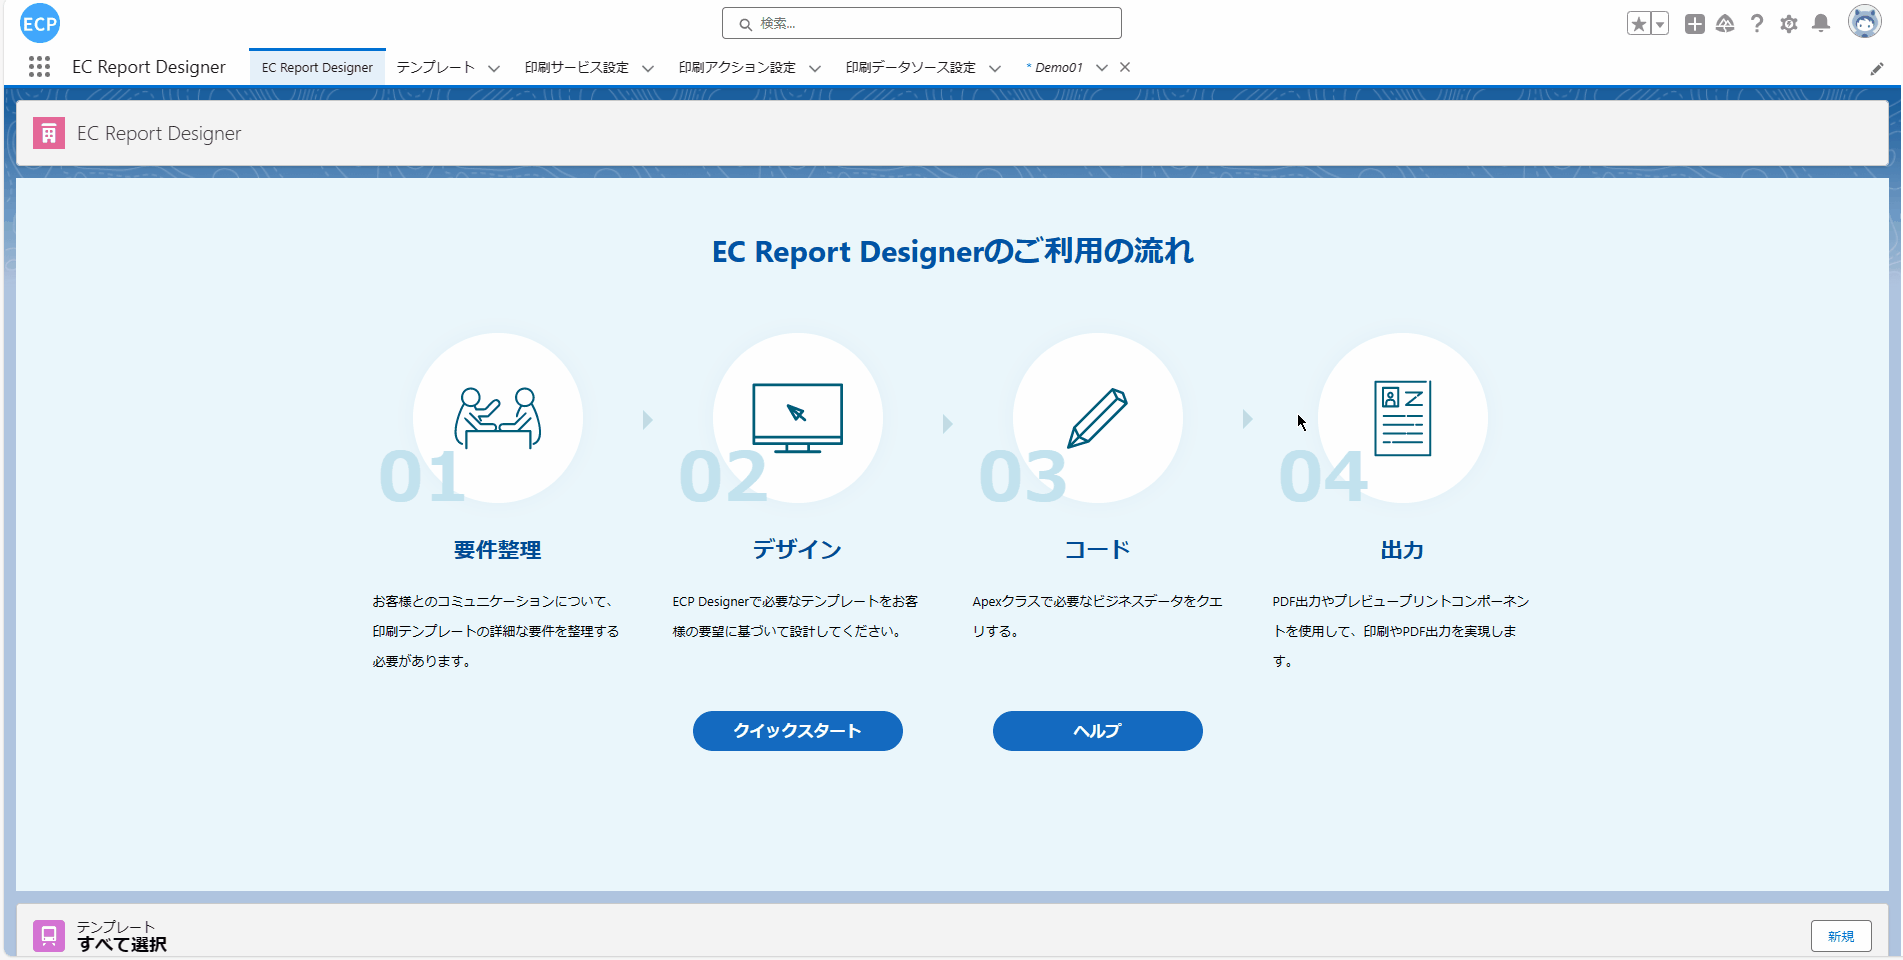 ECP
検索...
EC Report Designer
EC Report Designer
テンプレート
印刷サービス設定
印刷アクション設定
印刷データソース設定
* Demo01
EC Report Designer
EC Report Designerのご利用の流れ
01
要件整理
お客様とのコミュニケーションについて、
印刷テンプレートの詳細な要件を整理する
必要があります。
02
デザイン
ECP Designerで必要なテンプレートをお客
様の要望に基づいて設計してください。
クイックスタート
03
コード
Apexクラスで必要なビジネスデータをクエ
リする。
ヘルプ
04
出力
PDF出力やプレビュープリントコンポーネン
トを使用して、印刷やPDF出力を実現しま
す。
テンプレート
すべて選択
新規